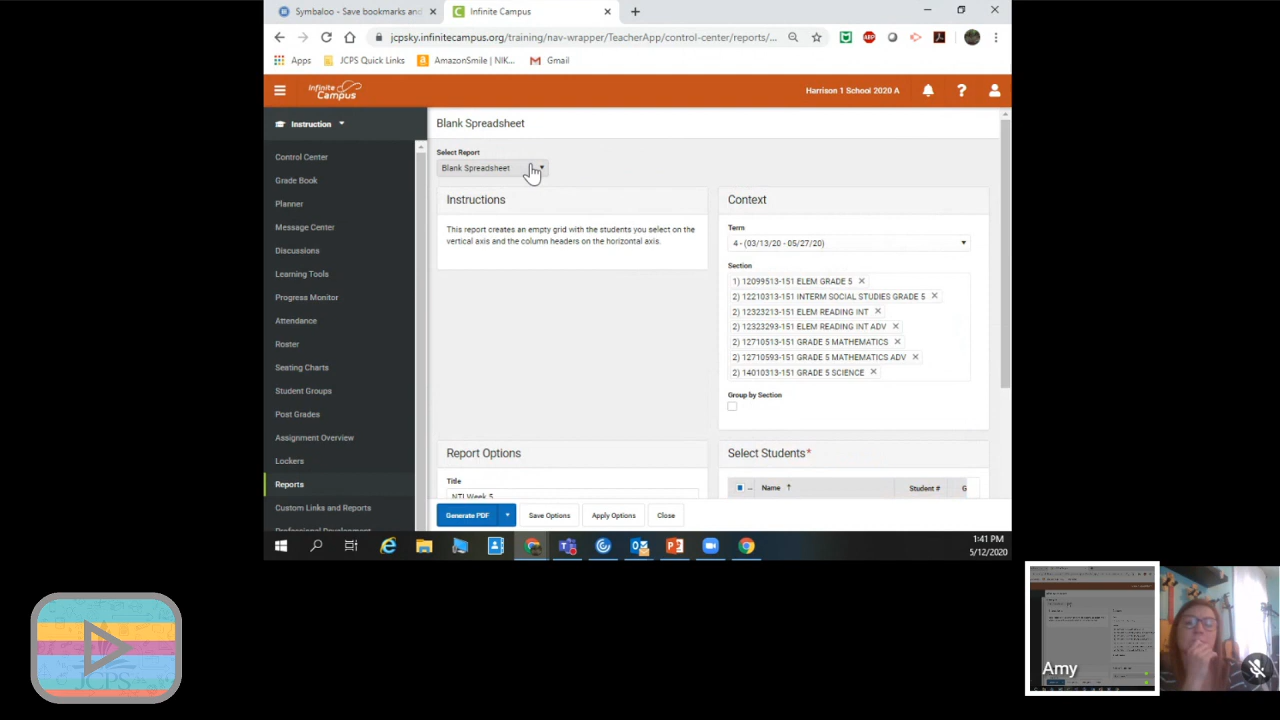 Symbaloo - Save bookmarks and
Infinite Campus
jcpsky.infinitecampus.org/training/nav-wrapper/TeacherApp/control-center/reports/...
ABP
Apps
JCPS Quick Links
AmazonSmile | NIK...
Gmail
Infinite
Campus
Harrison 1 School 2020 A
Instruction
Control Center
Grade Book
Planner
Message Center
Discussions
Learning Tools
Progress Monitor
Attendance
Roster
Seating Charts
Student Groups
Post Grades
Assignment Overview
Lockers
Reports
Custom Links and Reports
Professional Development
Blank Spreadsheet
Select Report
Blank Spreadsheet
Instructions
This report creates an empty grid with the students you select on the
vertical axis and the column headers on the horizontal axis.
Context
Term
4 - (03/13/20 - 05/27/20)
Section
1) 12099513-151 ELEM GRADE 5
2) 12210313-151 INTERM SOCIAL STUDIES GRADE 5
2) 12323213-151 ELEM READING INT
2) 12323293-151 ELEM READING INT ADV
2) 12710513-151 GRADE 5 MATHEMATICS
2) 12710593-151 GRADE 5 MATHEMATICS ADV
2) 14010313-151 GRADE 5 SCIENCE
Group by Section
Report Options
Title
NTI Week 5
Select Students*
...
Name
Student #
G
Generate PDF
Save Options
Apply Options
Close
1:41 PM
5/12/2020
JCPS
Amy